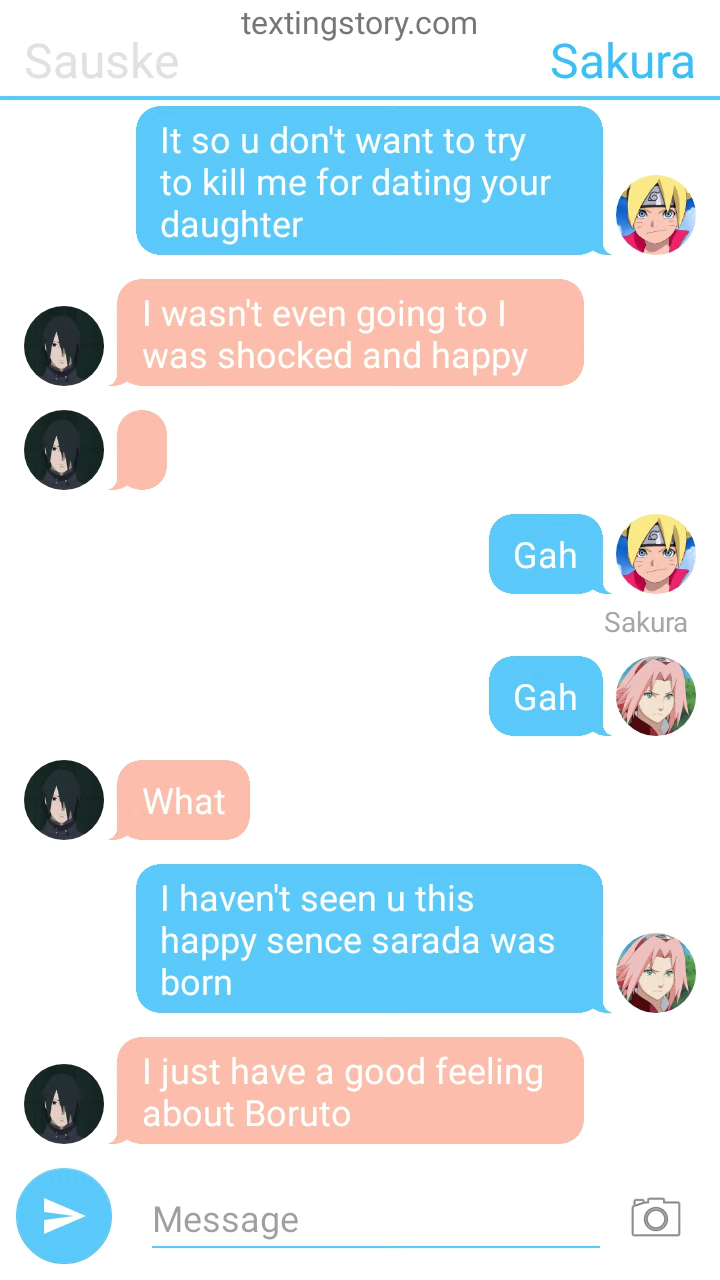 textingstory.com
Sauske
Sakura
It so u don't want to try
to kill me for dating your
daughter
I wasn't even going to I
was shocked and happy
Gah
Sakura
Gah
What
I haven't seen u this
happy sence sarada was
born
I just have a good feeling
about Boruto
Message